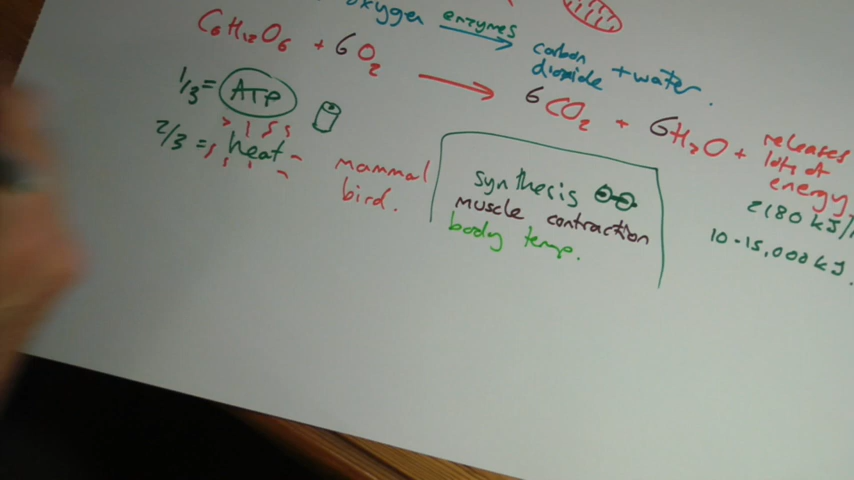 oxygen enzymes carbon dioxide + water.
C6H12O6 + 6O2 → 6CO2 + 6H2O + releases lots of energy
2180 kJ/
10-15,000 kJ.
1/3 = ATP
2/3 = heat
mammal
bird.
synthesis
muscle contraction
body temp.